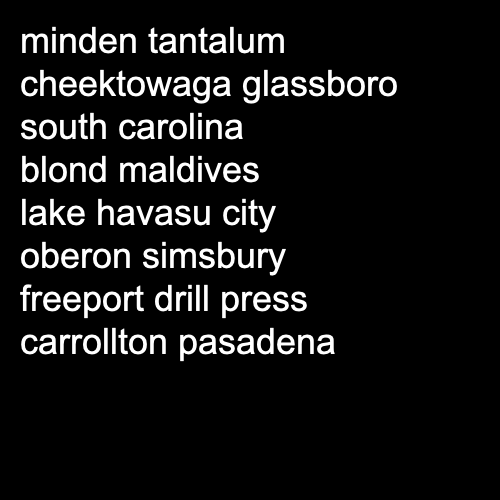 minden tantalum
cheektowaga glassboro
south carolina
blond maldives
lake havasu city
oberon simsbury
freeport drill press
carrollton pasadena